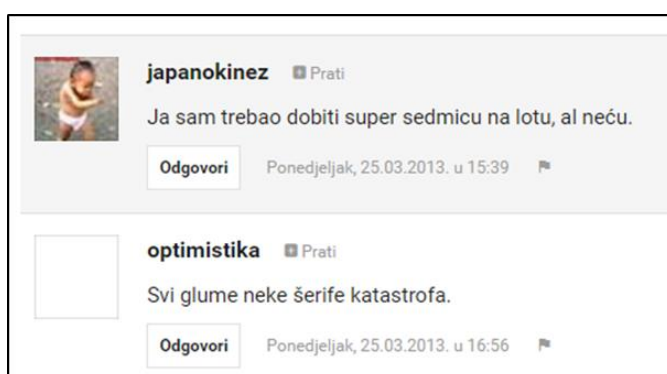 japanokinez Prati
Ja sam trebao dobiti super sedmicu na lotu, al neću.
Odgovori Ponedjeljak, 25.03.2013. u 15:39
optimistika Prati
Svi glume neke šerife katastrofa.
Odgovori Ponedjeljak, 25.03.2013. u 16:56